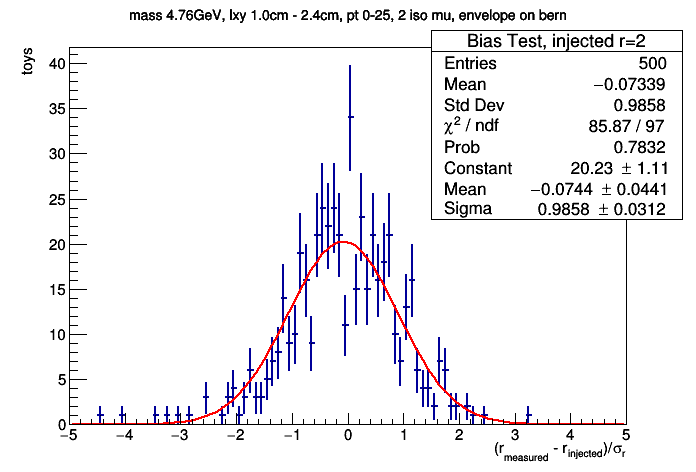 mass 4.76GeV, lxy 1.0cm - 2.4cm, pt 0-25, 2 iso mu, envelope on bern
toys
Bias Test, injected r=2
Entries 500
Mean −0.07339
Std Dev 0.9858
χ² / ndf 85.87 / 97
Prob 0.7832
Constant 20.23 ± 1.11
Mean −0.0744 ± 0.0441
Sigma 0.9858 ± 0.0312
40
35
30
25
20
15
10
5
0
−5 −4 −3 −2 −1 0 1 2 3 4 5
(r_measured - r_injected)/σ_r